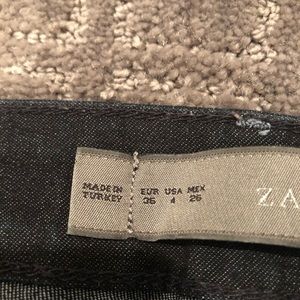 MADE IN TURKEY
EUR USA MEX
36 4 26
ZA